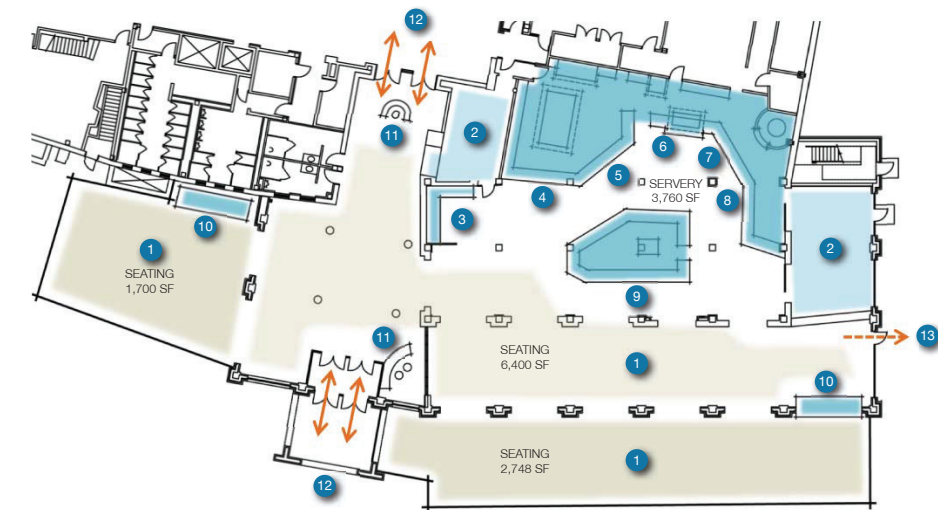 12
11
2
6
7
5
SERVERY
3,760 SF
4
8
3
10
1
SEATING
1,700 SF
2
9
11
13
SEATING
6,400 SF
1
10
SEATING
2,748 SF
1
12